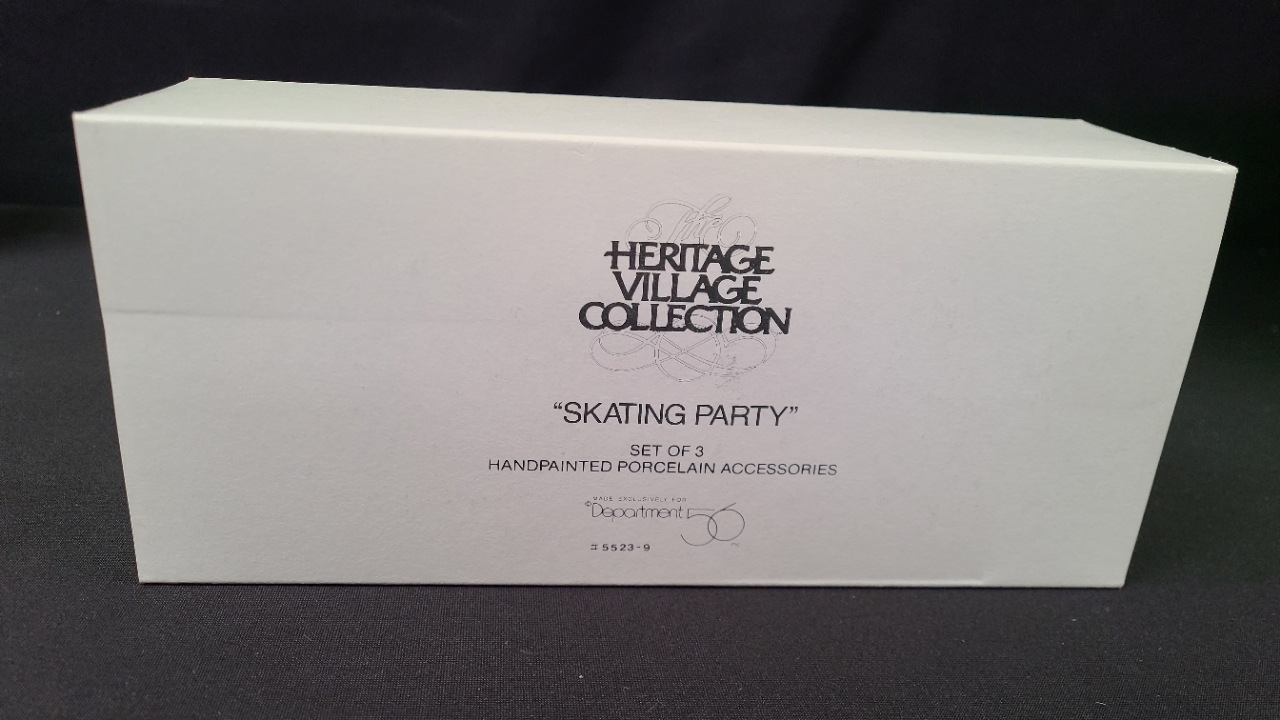 The
HERITAGE
VILLAGE
COLLECTION
“SKATING PARTY”
SET OF 3
HANDPAINTED PORCELAIN ACCESSORIES
MADE EXCLUSIVELY FOR
©Department 56
# 5523-9